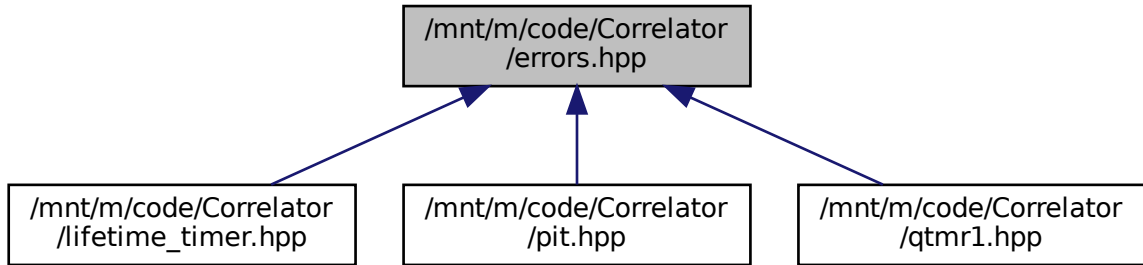 /mnt/m/code/Correlator
/errors.hpp
/mnt/m/code/Correlator
/lifetime_timer.hpp
/mnt/m/code/Correlator
/pit.hpp
/mnt/m/code/Correlator
/qtmr1.hpp